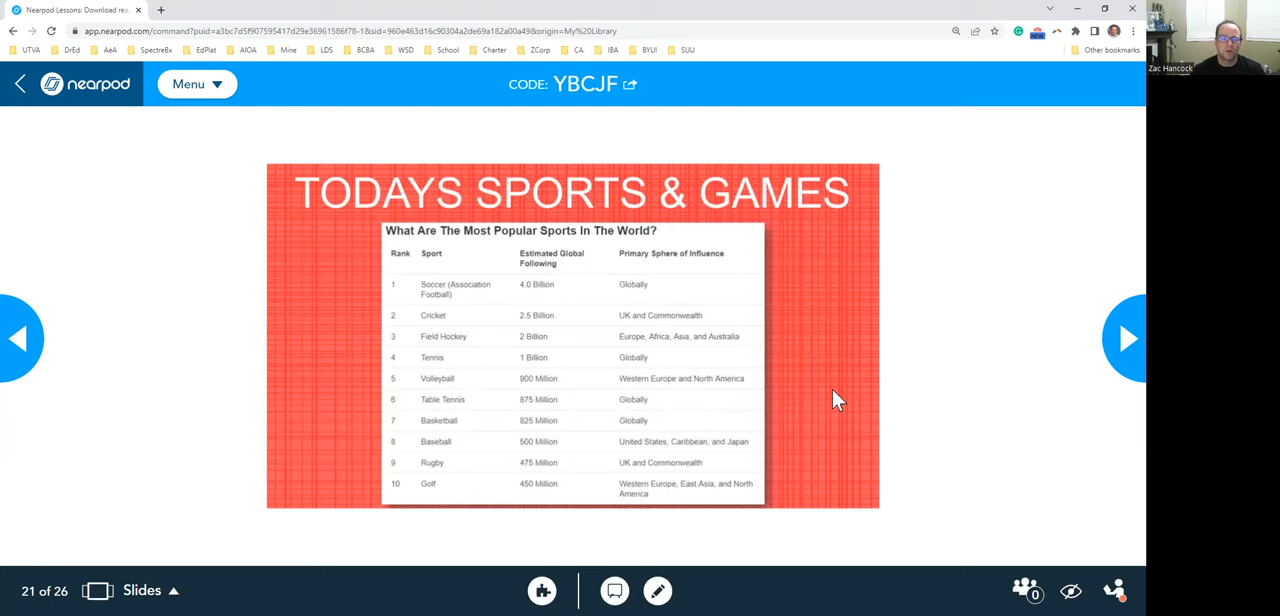 Nearpod Lessons: Download rea
app.nearpod.com/command?puid=a3bc7d5f907595417d29e36961586f78-1&sid=960e463d16c90304a2de69a182a00a49&origin=My%20Library
UTVA DrEd AeA SpectreBx EdPlat AIOA Mine LDS BCBA WSD School Charter ZCorp CA IBA BYUI SUU Other bookmarks
NEW
Zac Hancock
nearpod Menu CODE: YBCJF
TODAYS SPORTS & GAMES
What Are The Most Popular Sports In The World?
Rank Sport Estimated Global Following Primary Sphere of Influence
1 Soccer (Association Football) 4.0 Billion Globally
2 Cricket 2.5 Billion UK and Commonwealth
3 Field Hockey 2 Billion Europe, Africa, Asia, and Australia
4 Tennis 1 Billion Globally
5 Volleyball 900 Million Western Europe and North America
6 Table Tennis 875 Million Globally
7 Basketball 825 Million Globally
8 Baseball 500 Million United States, Caribbean, and Japan
9 Rugby 475 Million UK and Commonwealth
10 Golf 450 Million Western Europe, East Asia, and North America
21 of 26 Slides 0